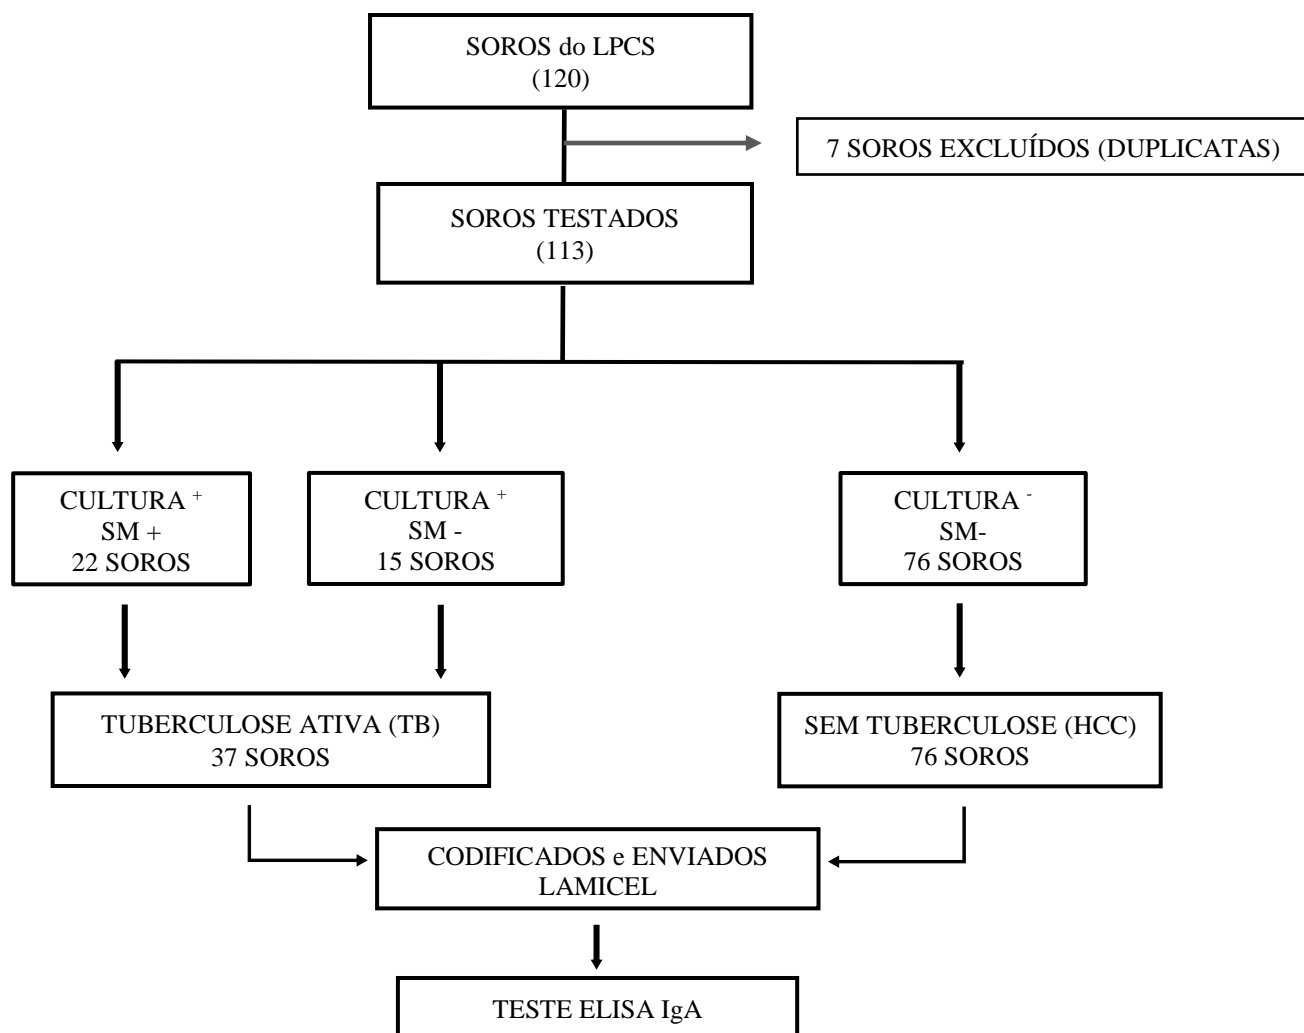 SOROS do LPCS
(120)
7 SOROS EXCLUÍDOS (DUPLICATAS)
SOROS TESTADOS
(113)
CULTURA ⁺
SM +
22 SOROS
CULTURA ⁺
SM -
15 SOROS
CULTURA ⁻
SM-
76 SOROS
TUBERCULOSE ATIVA (TB)
37 SOROS
SEM TUBERCULOSE (HCC)
76 SOROS
CODIFICADOS e ENVIADOS
LAMICEL
TESTE ELISA IgA